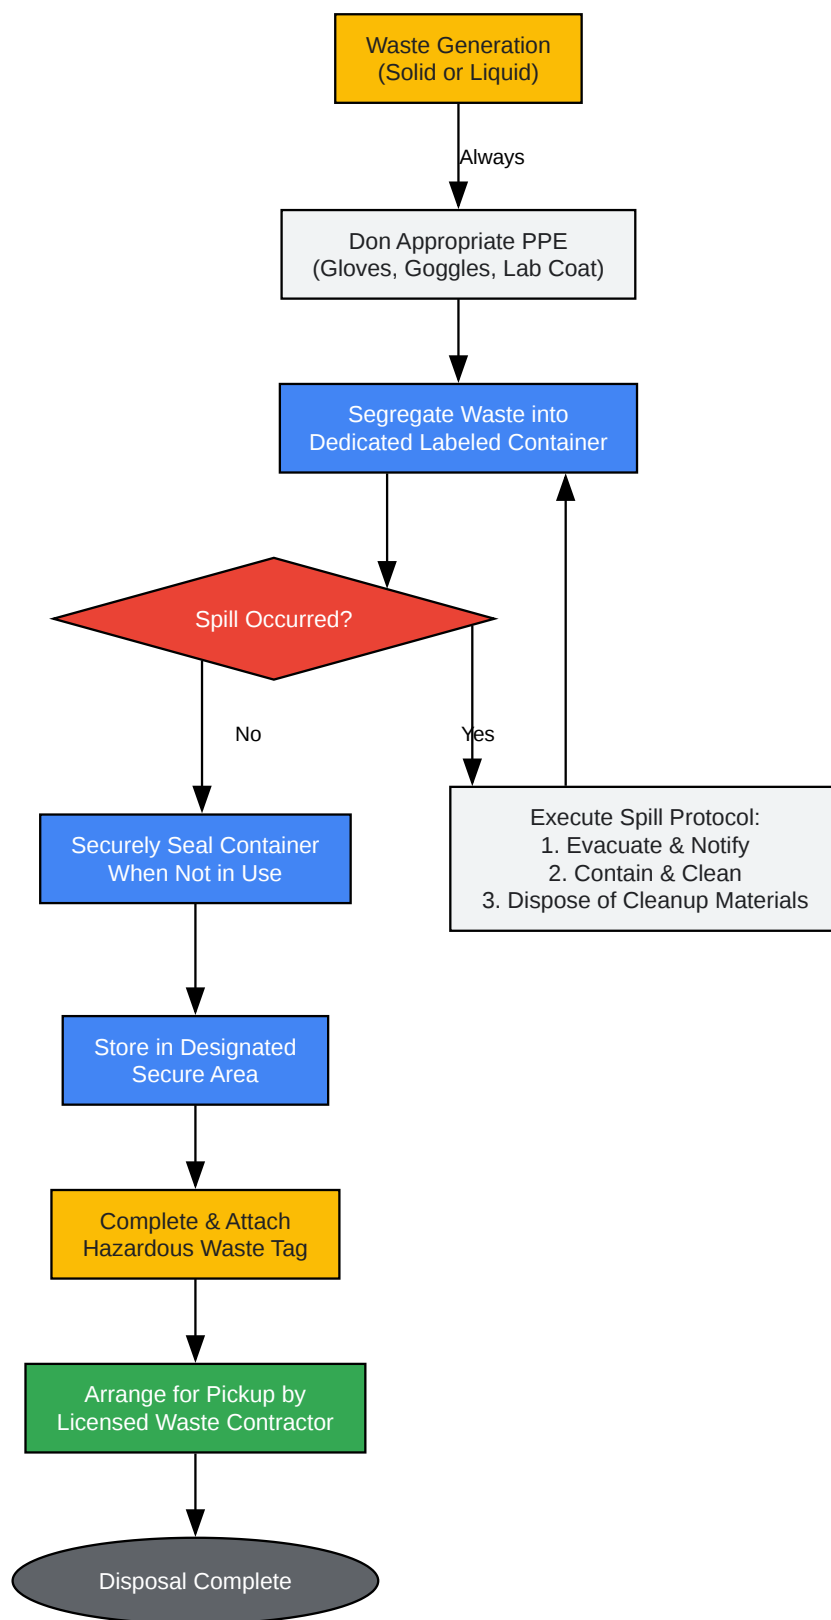 Waste Generation
(Solid or Liquid)
Always
Don Appropriate PPE
(Gloves, Goggles, Lab Coat)
Segregate Waste into
Dedicated Labeled Container
Spill Occurred?
No
Yes
Securely Seal Container
When Not in Use
Execute Spill Protocol:
1. Evacuate & Notify
2. Contain & Clean
3. Dispose of Cleanup Materials
Store in Designated
Secure Area
Complete & Attach
Hazardous Waste Tag
Arrange for Pickup by
Licensed Waste Contractor
Disposal Complete